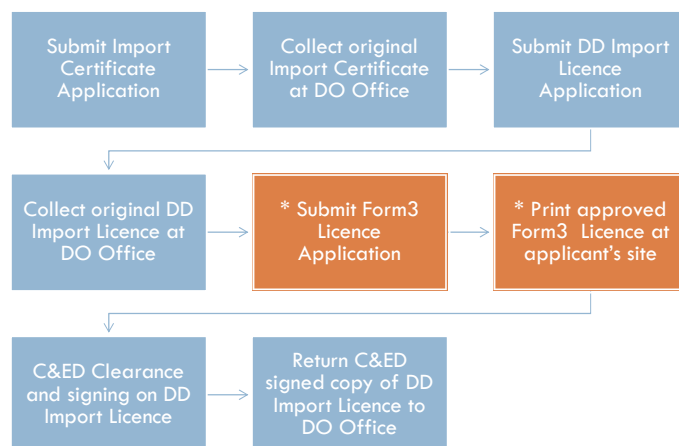 Submit Import
Certificate
Application
Collect original
Import Certificate
at DO Office
Submit DD Import
Licence
Application
Collect original DD
Import Licence at
DO Office
* Submit Form3
Licence
Application
* Print approved
Form3 Licence at
applicant's site
C&ED Clearance
and signing on DD
Import Licence
Return C&ED
signed copy of DD
Import Licence to
DO Office